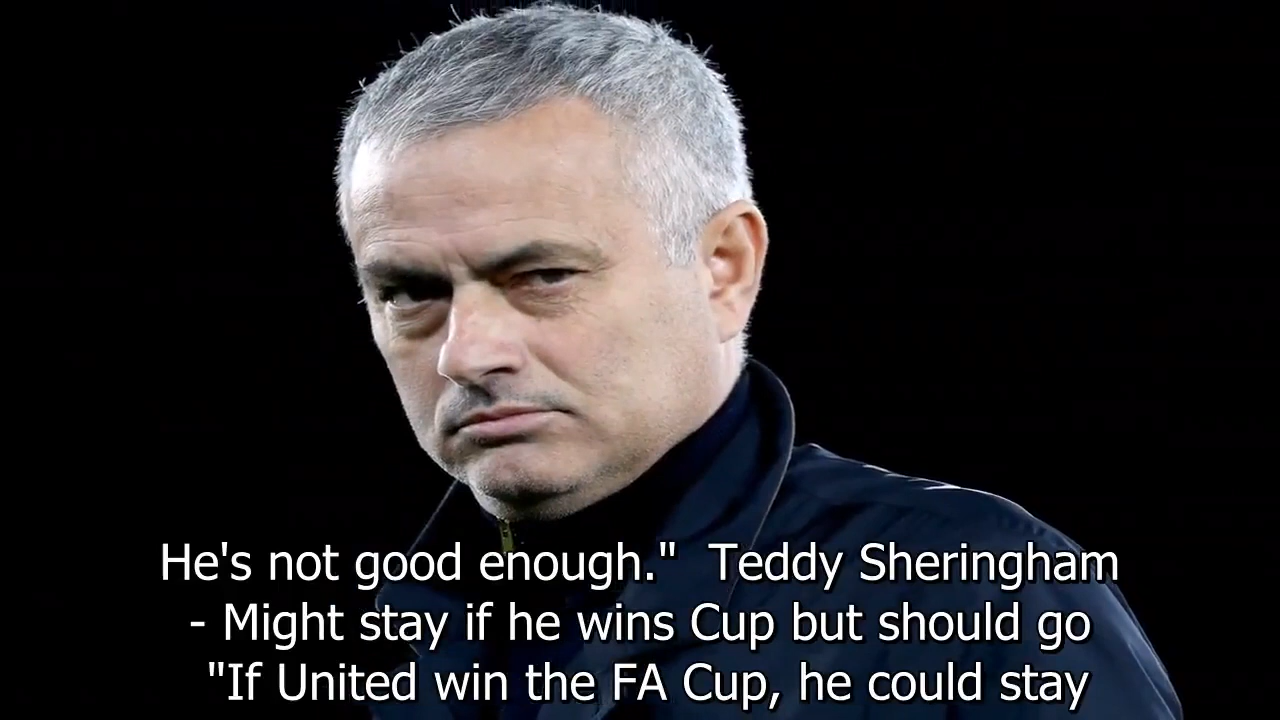 He's not good enough."  Teddy Sheringham
- Might stay if he wins Cup but should go
"If United win the FA Cup, he could stay